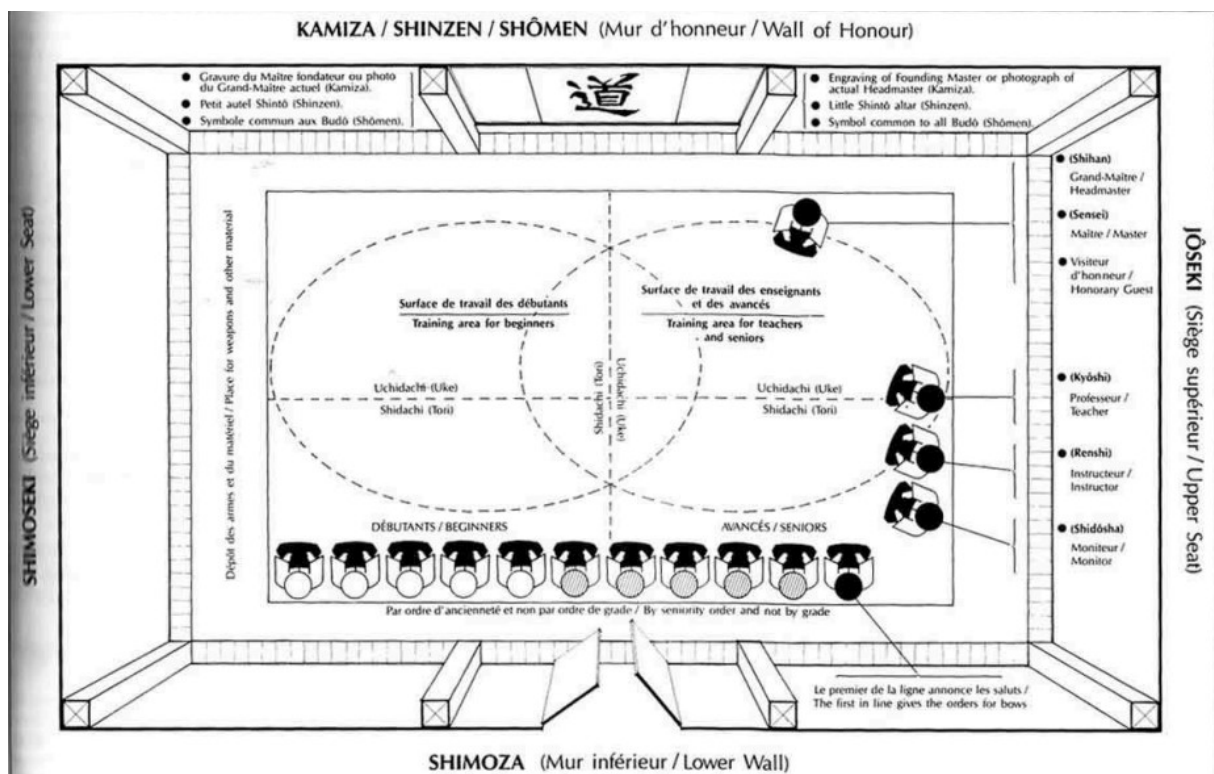 KAMIZA / SHINZEN / SHÔMEN (Mur d'honneur / Wall of Honour)
● Gravure du Maître fondateur ou photo
du Grand-Maître actuel (Kamiza).
● Petit autel Shintô (Shinzen).
● Symbole commun aux Budô (Shômen).
道
● Engraving of Founding Master or photograph of
actual Headmaster (Kamiza).
● Little Shintô altar (Shinzen).
● Symbol common to all Budô (Shômen).
SHIMOSEKI (Siège inférieur / Lower Seat)
Dépôt des armes et du matériel / Place for weapons and other material
Surface de travail des débutants
Training area for beginners
Surface de travail des enseignants
et des avancés
Training area for teachers
and seniors
Uchidachi (Uke)
Shidachi (Tori)
Shidachi (Tori)
Uchidachi (Uke)
Uchidachi (Uke)
Shidachi (Tori)
● (Shihan)
Grand-Maître /
Headmaster
● (Sensei)
Maître / Master
● Visiteur
d'honneur /
Honorary Guest
● (Kyôshi)
Professeur /
Teacher
● (Renshi)
Instructeur /
Instructor
● (Shidôsha)
Moniteur /
Monitor
JÔSEKI (Siège supérieur / Upper Seat)
DÉBUTANTS / BEGINNERS
AVANCÉS / SENIORS
Par ordre d'ancienneté et non par ordre de grade / By seniority order and not by grade
Le premier de la ligne annonce les saluts /
The first in line gives the orders for bows
SHIMOZA (Mur inférieur / Lower Wall)